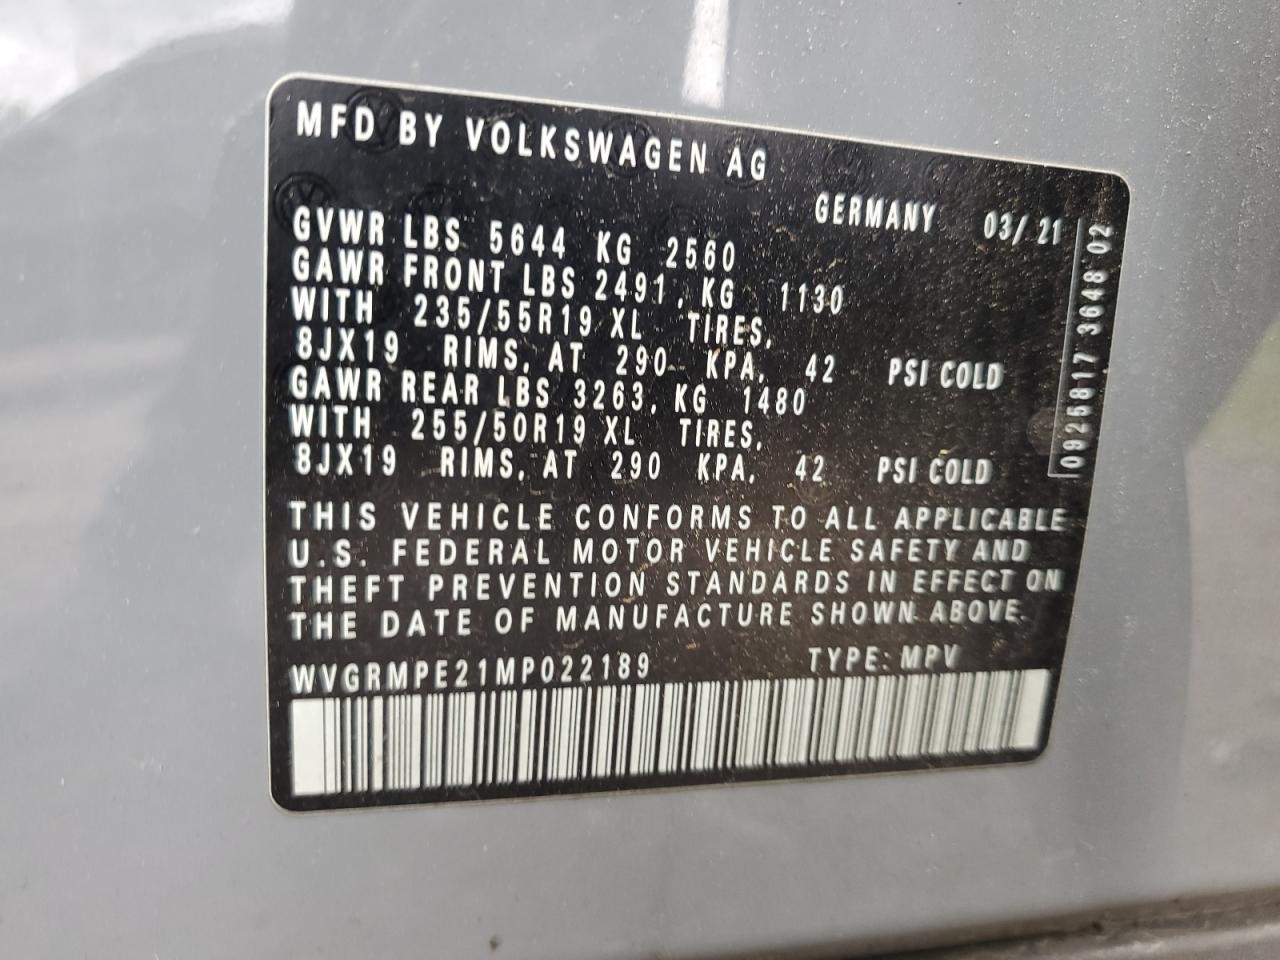 MFD BY VOLKSWAGEN AG
GERMANY 03/21
GVWR LBS 5644 KG 2560
GAWR FRONT LBS 2491, KG 1130
WITH 235/55R19 XL TIRES,
8JX19 RIMS, AT 290 KPA, 42 PSI COLD
GAWR REAR LBS 3263, KG 1480
WITH 255/50R19 XL TIRES,
8JX19 RIMS, AT 290 KPA, 42 PSI COLD
THIS VEHICLE CONFORMS TO ALL APPLICABLE
U.S. FEDERAL MOTOR VEHICLE SAFETY AND
THEFT PREVENTION STANDARDS IN EFFECT ON
THE DATE OF MANUFACTURE SHOWN ABOVE.
WVGRMPE21MP022189 TYPE: MPV
0925817 3648 02